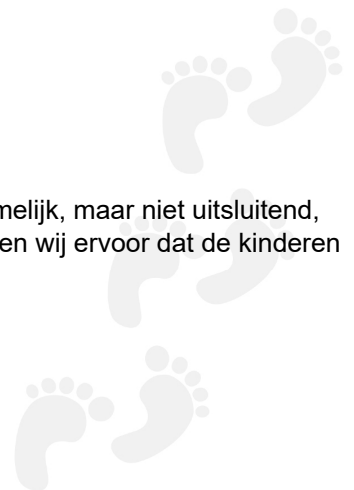 melijk, maar niet uitsluitend,
en wij ervoor dat de kinderen